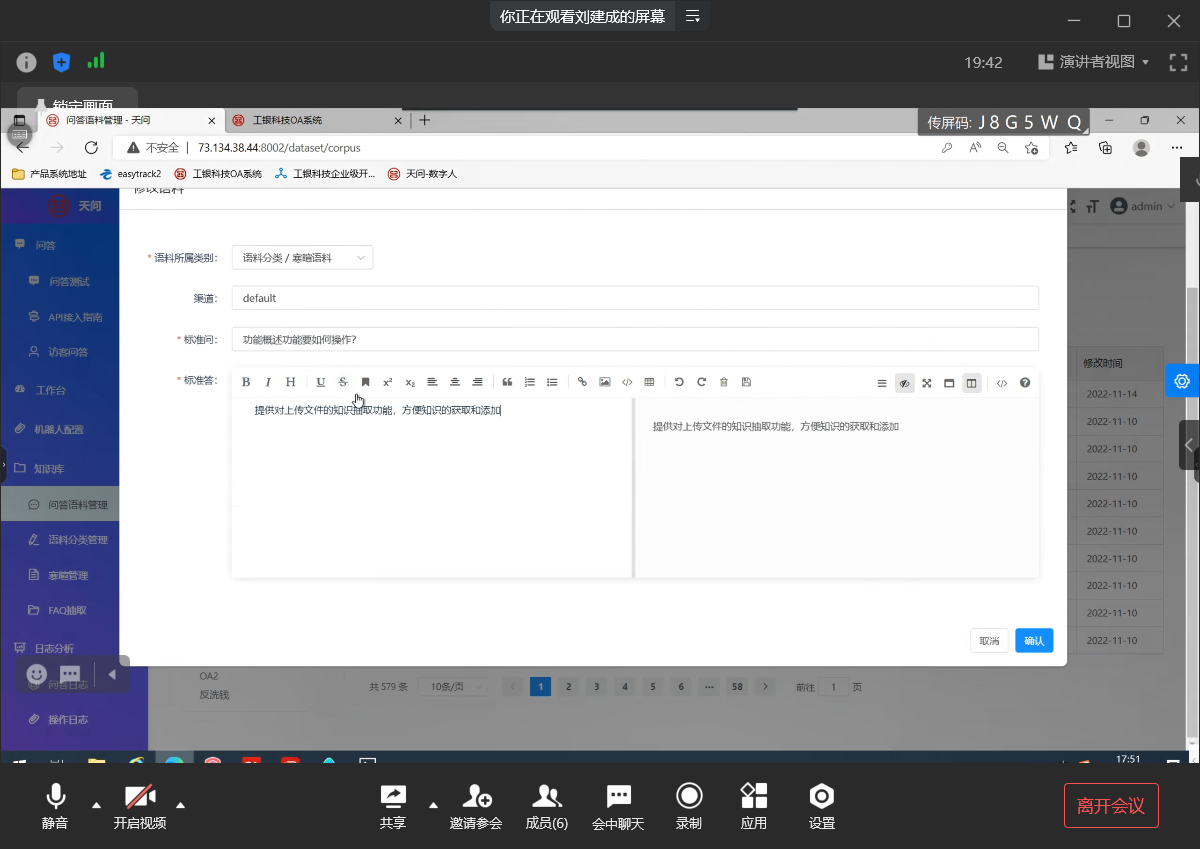 你正在观看刘建成的屏幕
19:42
演讲者视图
锁定画面
问答语料管理 - 天问
工银科技OA系统
传屏码: J8G5WQ
不安全
73.134.38.44:8002/dataset/corpus
产品系统地址
easytrack2
工银科技OA系统
工银科技企业级开...
天问-数字人
修改语料
天问
admin
问答
问答测试
API接入指南
访客问答
工作台
机器人配置
知识库
问答语料管理
语料分类管理
寒暄管理
FAQ抽取
日志分析
问答日志
操作日志
* 语料所属类别:
语料分类 / 寒暄语料
渠道:
default
* 标准问:
功能概述功能要如何操作?
* 标准答:
提供对上传文件的知识抽取功能，方便知识的获取和添加
提供对上传文件的知识抽取功能，方便知识的获取和添加
取消
确认
修改时间
2022-11-14
2022-11-10
2022-11-10
2022-11-10
2022-11-10
2022-11-10
2022-11-10
2022-11-10
2022-11-10
2022-11-10
OA2
反洗钱
共 579 条
10条/页
1 2 3 4 5 6 ··· 58
前往 1 页
17:51
静音
开启视频
共享
邀请参会
成员(6)
会中聊天
录制
应用
设置
离开会议